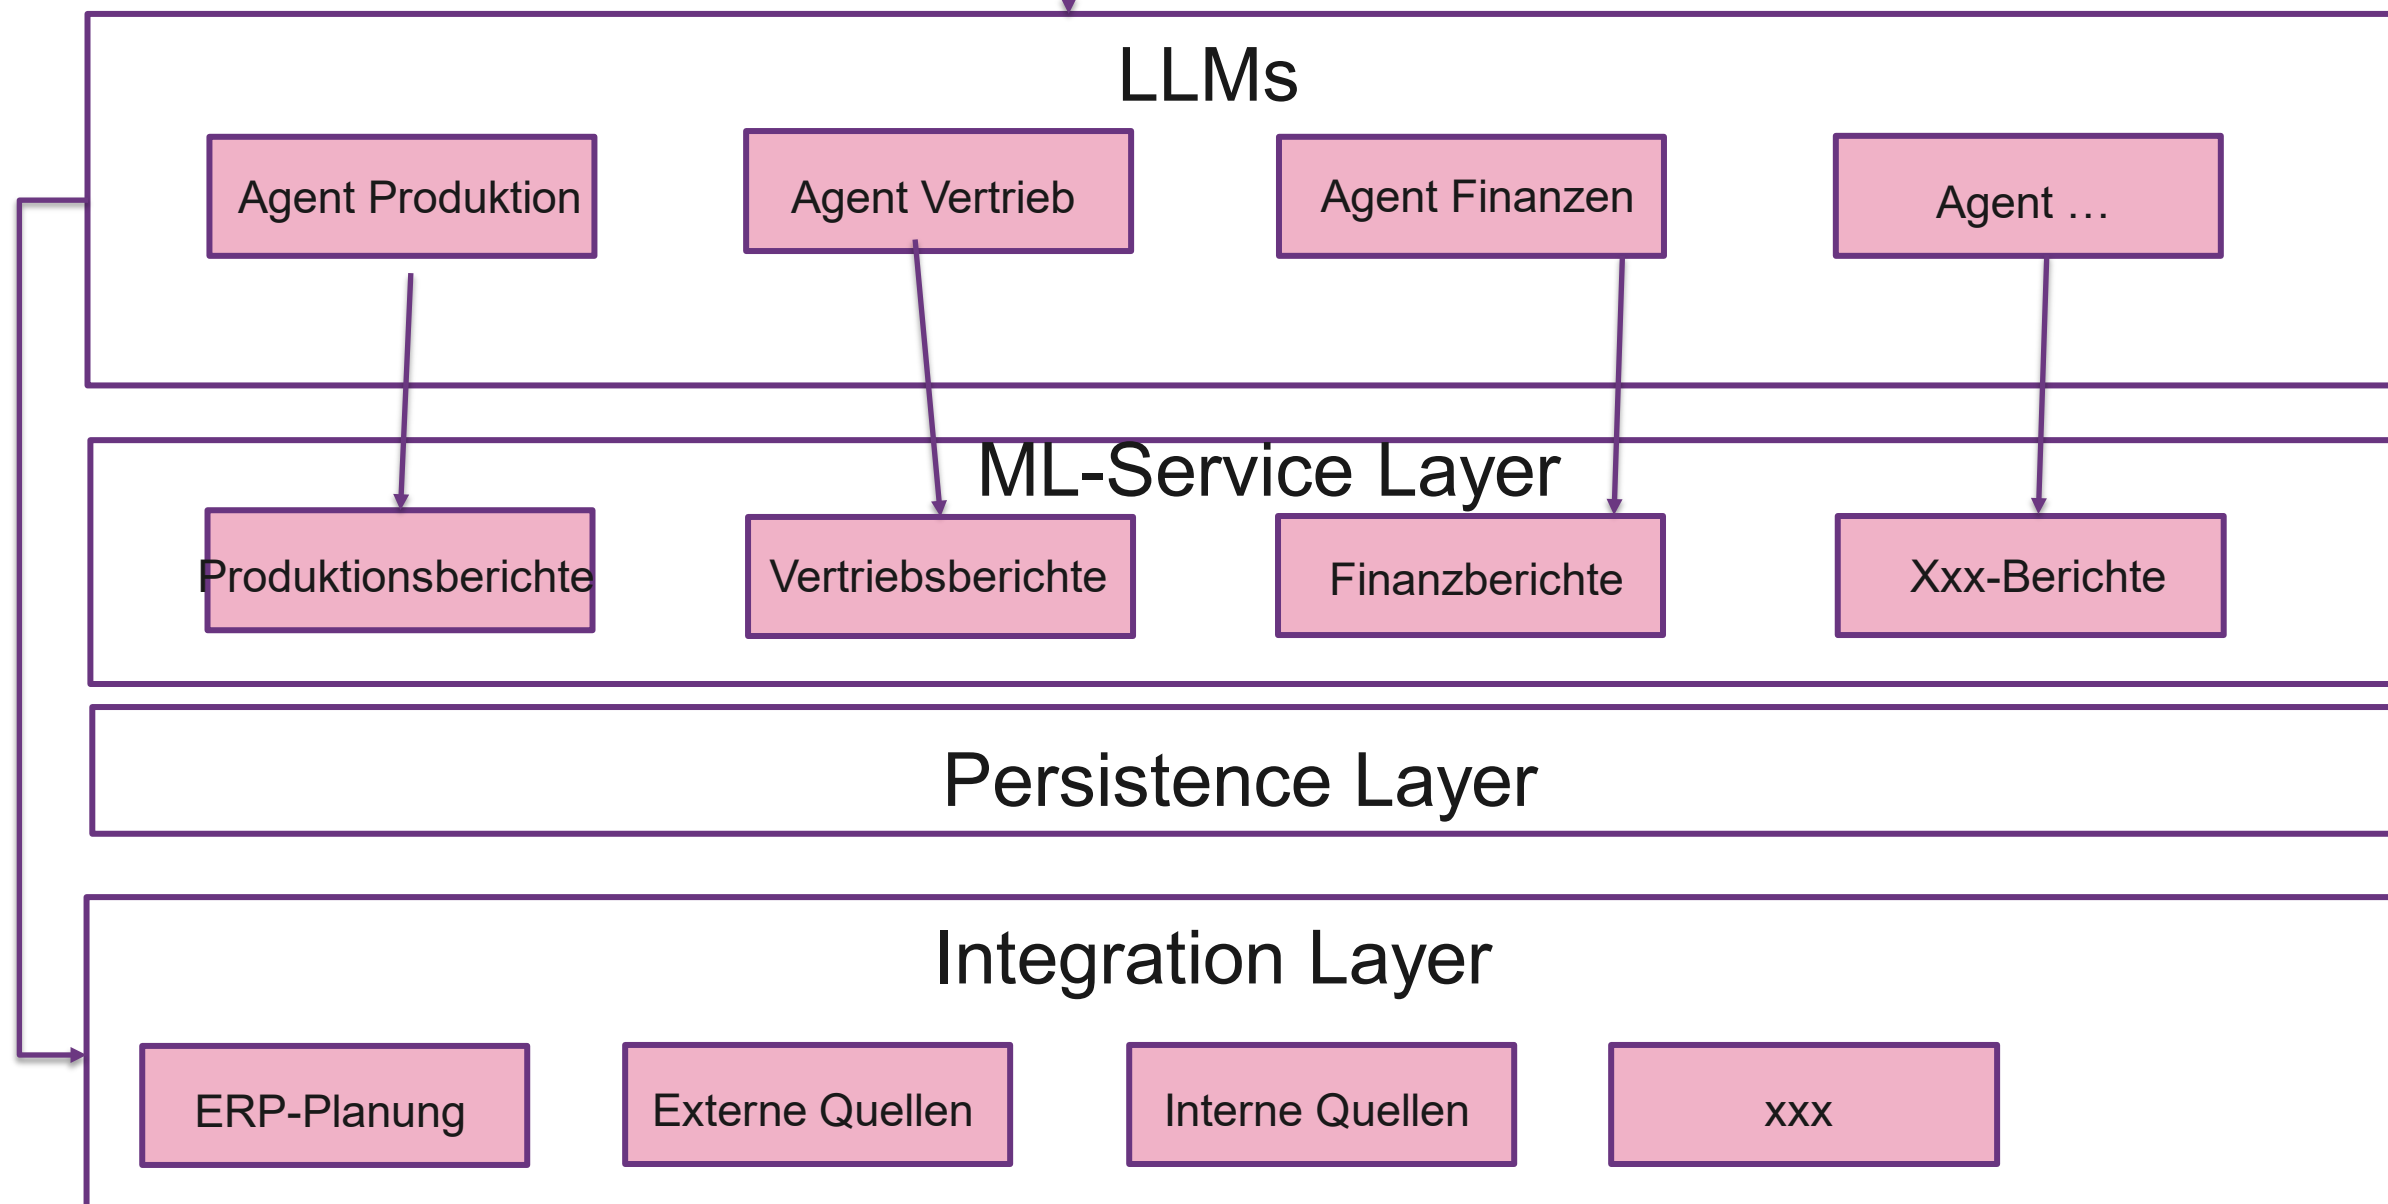 LLMs
Agent Produktion
Agent Vertrieb
Agent Finanzen
Agent …
ML-Service Layer
Produktionsberichte
Vertriebsberichte
Finanzberichte
Xxx-Berichte
Persistence Layer
Integration Layer
ERP-Planung
Externe Quellen
Interne Quellen
xxx